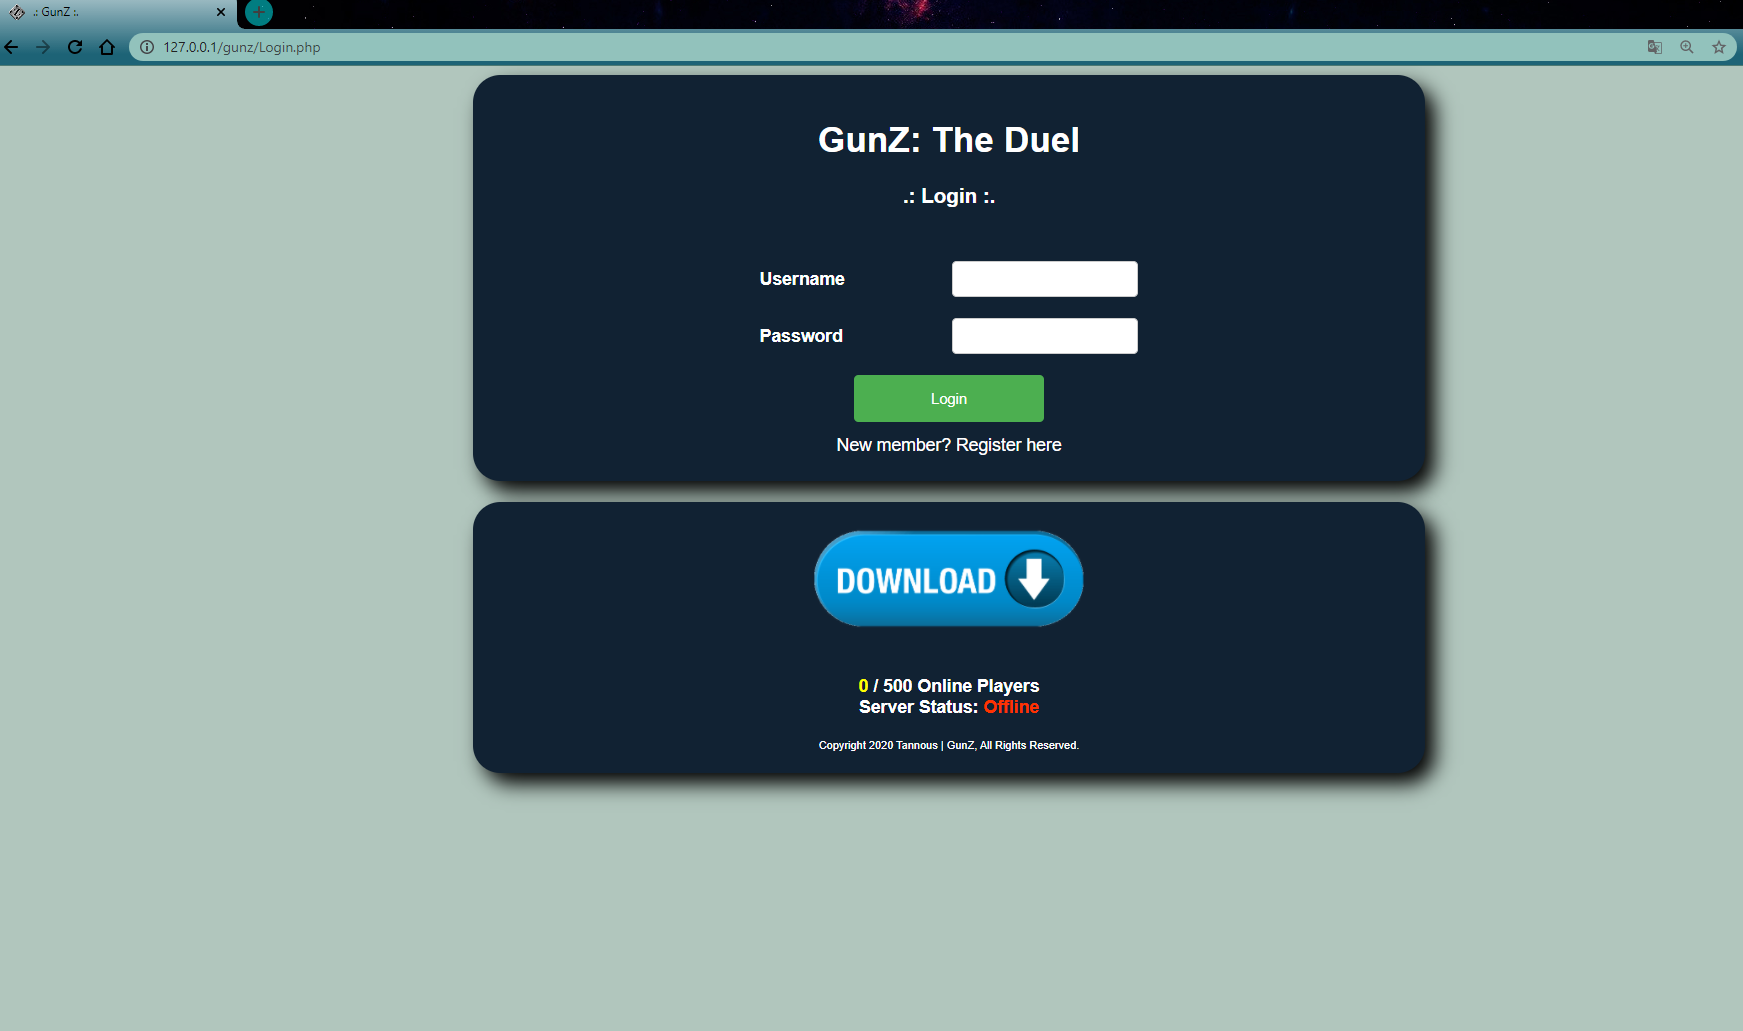 .: GunZ :.
127.0.0.1/gunz/Login.php
GunZ: The Duel
.: Login :.
Username
Password
Login
New member? Register here
DOWNLOAD
0 / 500 Online Players
Server Status: Offline
Copyright 2020 Tannous | GunZ, All Rights Reserved.